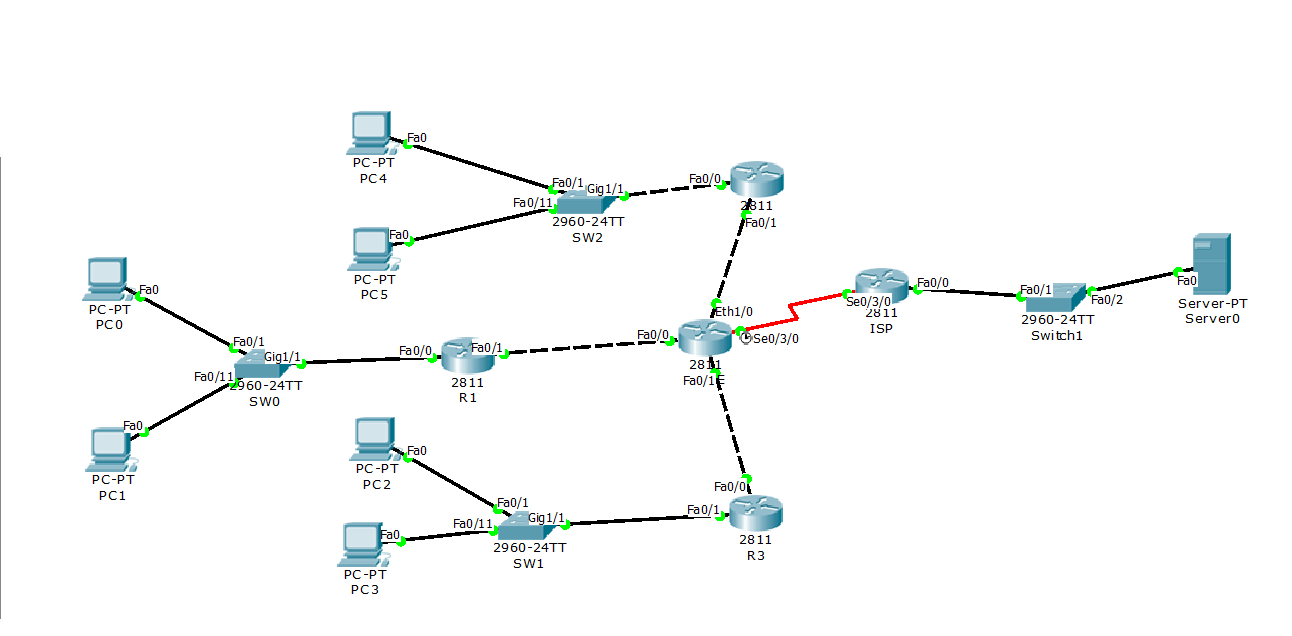 Fa0
PC-PT
PC4
Fa0/1
Gig1/1
Fa0/11
2960-24TT
SW2
Fa0
PC-PT
PC5
Fa0/0
2811
Fa0/1
Fa0
PC-PT
PC0
Fa0/1
Gig1/1
Fa0/11
2960-24TT
SW0
Fa0
PC-PT
PC1
Fa0/0
Fa0/1
2811
R1
Eth1/0
Fa0/0
Se0/3/0
Fa0/1
Se0/3/0
Fa0/0
2811
ISP
Fa0/1
Fa0/2
2960-24TT
Switch1
Fa0
Server-PT
Server0
Fa0
PC-PT
PC2
Fa0/1
Gig1/1
Fa0/11
2960-24TT
SW1
Fa0
PC-PT
PC3
Fa0/0
Fa0/1
2811
R3